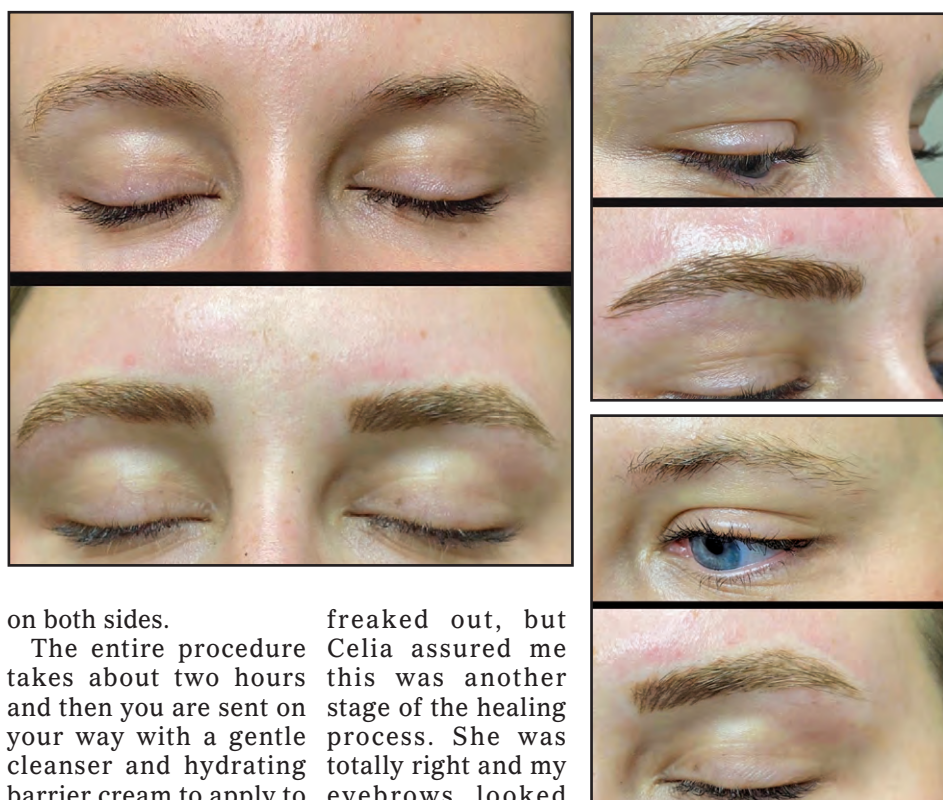 on both sides.
The entire procedure
takes about two hours
and then you are sent on
your way with a gentle
cleanser and hydrating
barrier cream to apply to
freaked out, but
Celia assured me
this was another
stage of the healing
process. She was
totally right and my
eyebrows looked